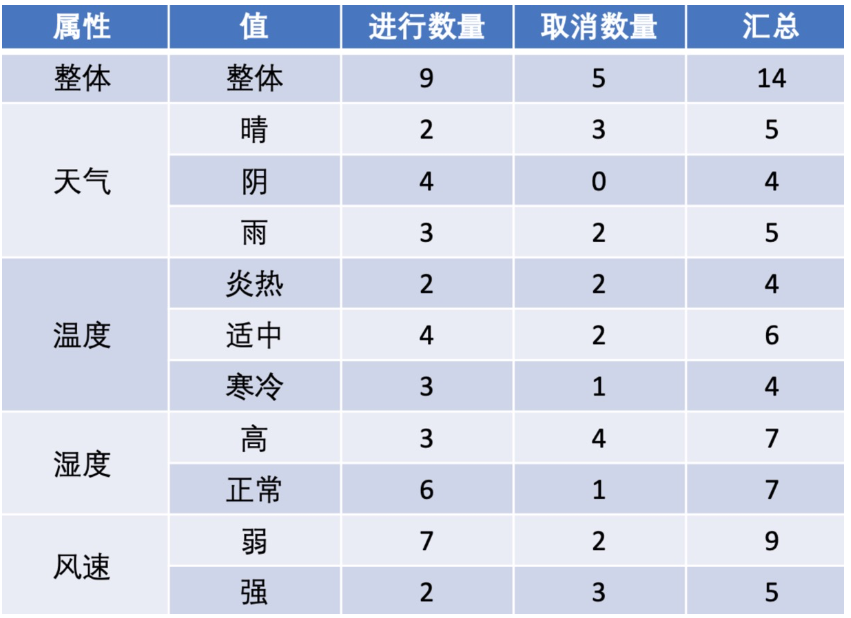 属性 值 进行数量 取消数量 汇总
整体 整体 9 5 14
天气 晴 2 3 5
阴 4 0 4
雨 3 2 5
温度 炎热 2 2 4
适中 4 2 6
寒冷 3 1 4
湿度 高 3 4 7
正常 6 1 7
风速 弱 7 2 9
强 2 3 5